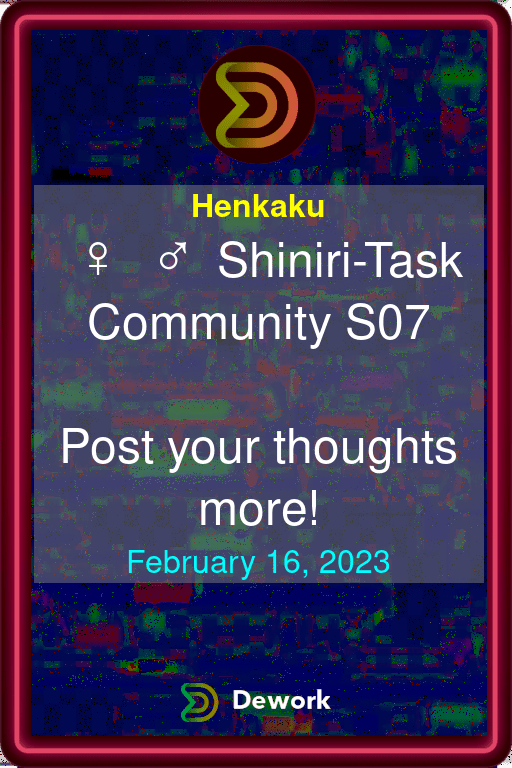 Henkaku
♀ ♂ Shiniri-Task
Community S07
Post your thoughts
more!
February 16, 2023
Dework